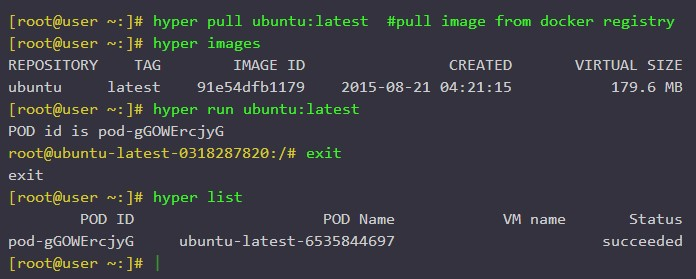 [root@user ~:]# hyper pull ubuntu:latest  #pull image from docker registry
[root@user ~:]# hyper images
REPOSITORY    TAG         IMAGE ID                CREATED       VIRTUAL SIZE
ubuntu     latest    91e54dfb1179    2015-08-21 04:21:15           179.6 MB
[root@user ~:]# hyper run ubuntu:latest
POD id is pod-gGOWErcjyG
root@ubuntu-latest-0318287820:/# exit
exit
[root@user ~:]# hyper list
        POD ID                     POD Name            VM name       Status
pod-gGOWErcjyG     ubuntu-latest-6535844697                       succeeded
[root@user ~:]# |